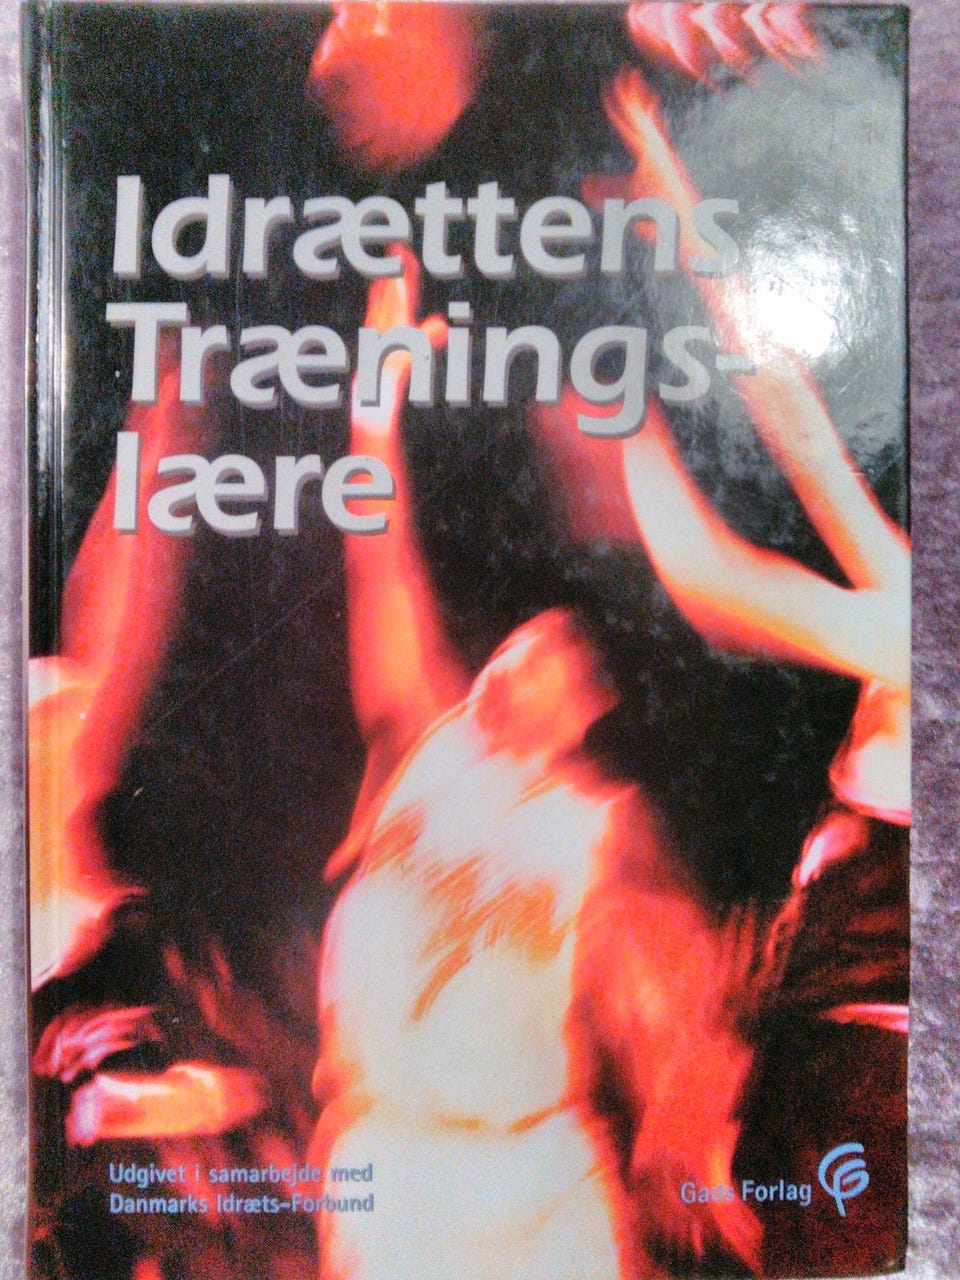 Idrættens
Trænings-
lære
Udgivet i samarbejde med
Danmarks Idræts-Forbund
Gads Forlag